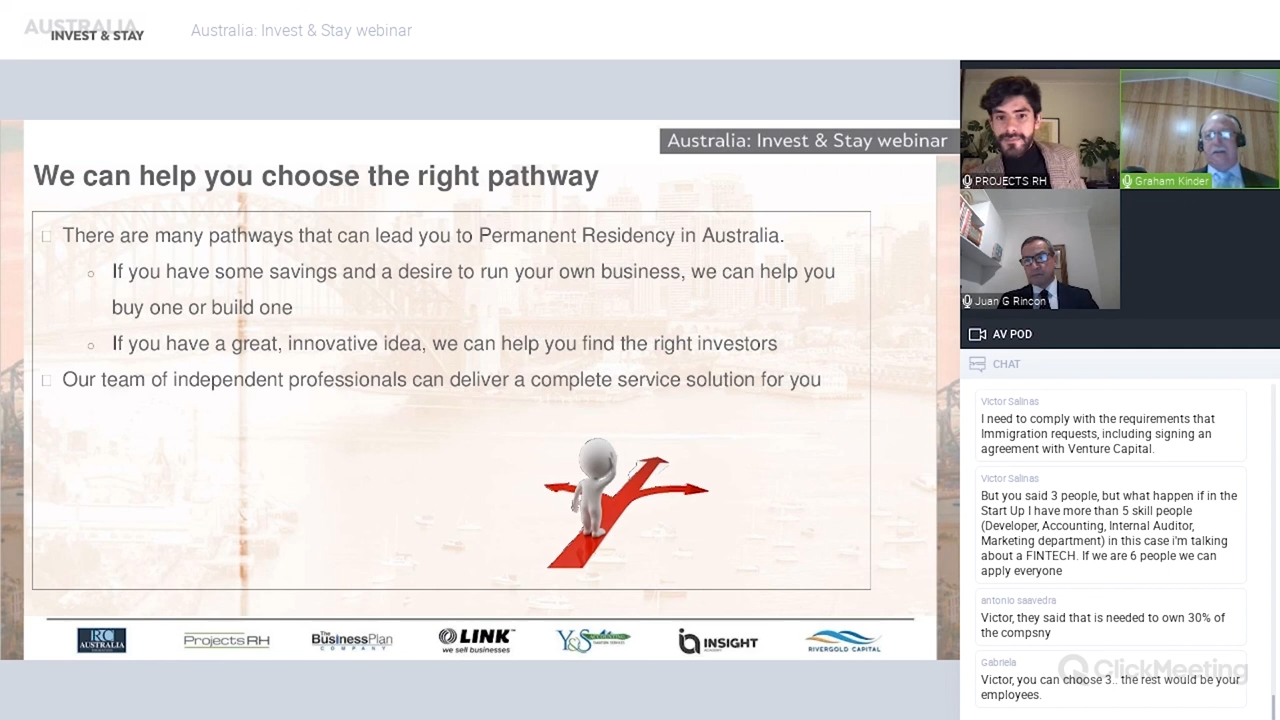 AUSTRALIA
INVEST & STAY
Australia: Invest & Stay webinar
Australia: Invest & Stay webinar
We can help you choose the right pathway
There are many pathways that can lead you to Permanent Residency in Australia.
If you have some savings and a desire to run your own business, we can help you
buy one or build one
If you have a great, innovative idea, we can help you find the right investors
Our team of independent professionals can deliver a complete service solution for you
RC
AUSTRALIA
ProjectsRH
The
BusinessPlan
COMPANY
LINK
we sell businesses
Y&S ACCOUNTING
INSIGHT
RIVERGOLD CAPITAL
PROJECTS RH
Graham Kinder
Juan G Rincon
AV POD
CHAT
Victor Salinas
I need to comply with the requirements that
Immigration requests, including signing an
agreement with Venture Capital.
Victor Salinas
But you said 3 people, but what happen if in the
Start Up I have more than 5 skill people
(Developer, Accounting, Internal Auditor,
Marketing department) in this case i'm talking
about a FINTECH. If we are 6 people we can
apply everyone
antonio saavedra
Victor, they said that is needed to own 30% of
the compsny
Gabriela
Victor, you can choose 3.. the rest would be your
employees.
ClickMeeting